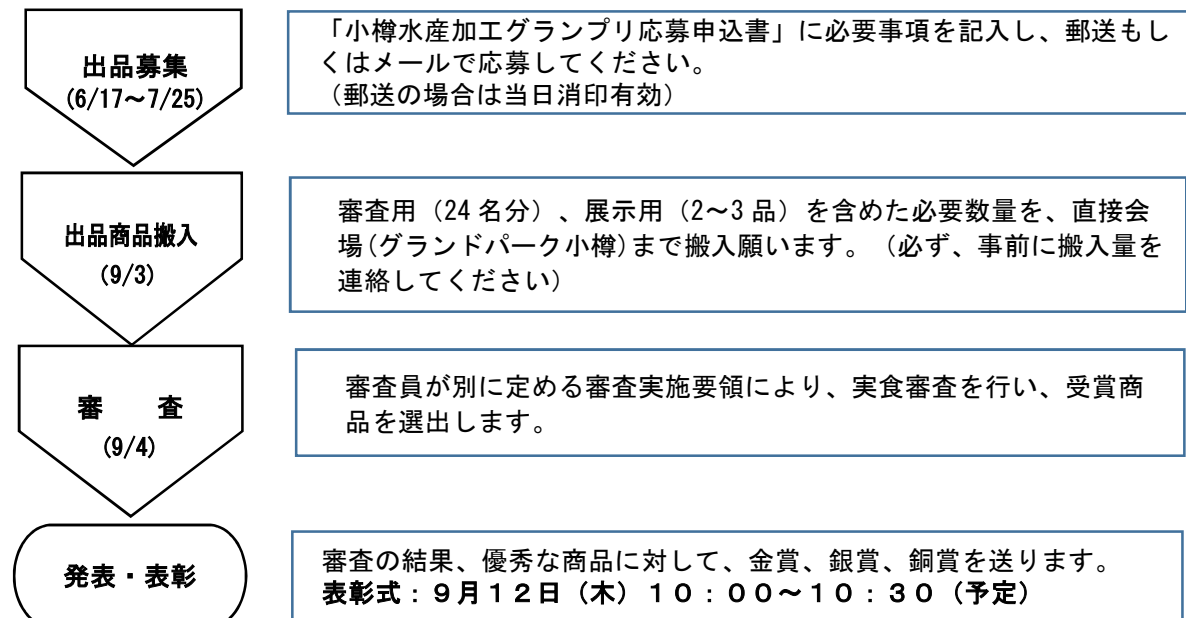 出品募集
(6/17～7/25)
「小樽水産加工グランプリ応募申込書」に必要事項を記入し、郵送もし
くはメールで応募してください。
（郵送の場合は当日消印有効）
出品商品搬入
(9/3)
審査用（24名分）、展示用（2～3品）を含めた必要数量を、直接会
場(グランドパーク小樽)まで搬入願います。（必ず、事前に搬入量を
連絡してください）
審　査
(9/4)
審査員が別に定める審査実施要領により、実食審査を行い、受賞商
品を選出します。
発表・表彰
審査の結果、優秀な商品に対して、金賞、銀賞、銅賞を送ります。
表彰式：９月１２日（木）１０：００～１０：３０（予定）